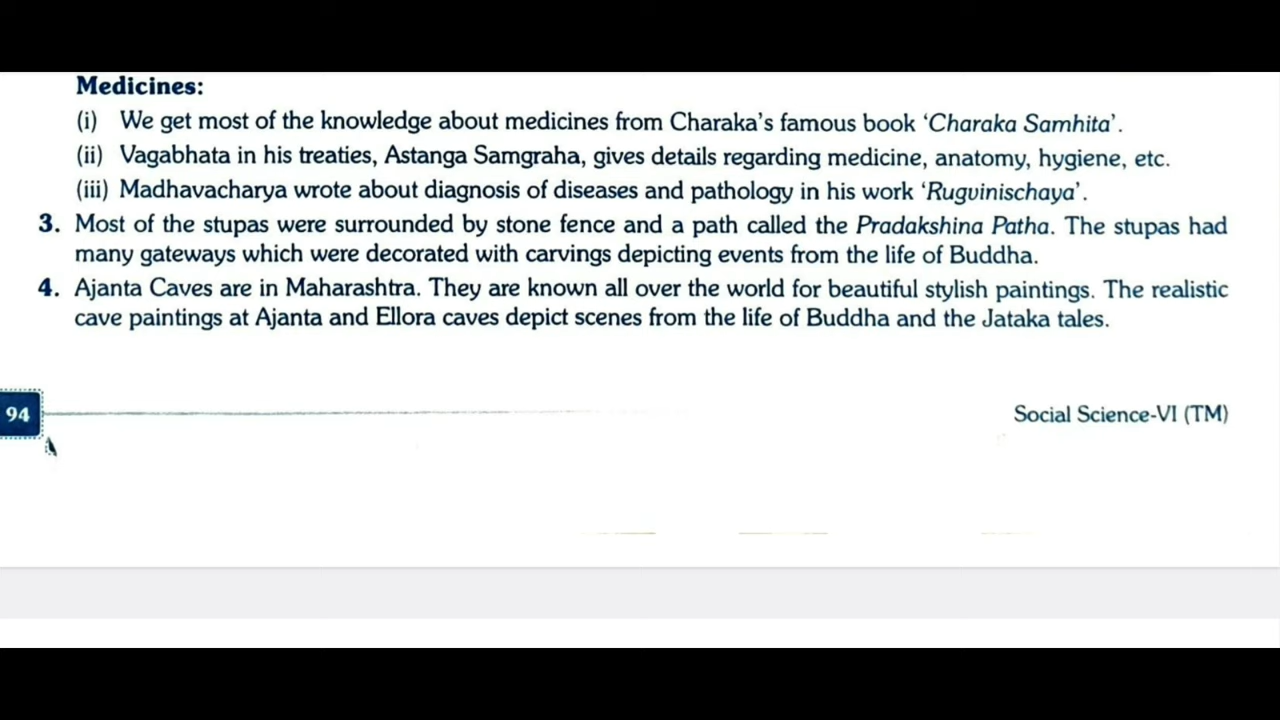 Medicines:
(i) We get most of the knowledge about medicines from Charaka's famous book 'Charaka Samhita'.
(ii) Vagabhata in his treaties, Astanga Samgraha, gives details regarding medicine, anatomy, hygiene, etc.
(iii) Madhavacharya wrote about diagnosis of diseases and pathology in his work 'Rugvinischaya'.
3. Most of the stupas were surrounded by stone fence and a path called the Pradakshina Patha. The stupas had
many gateways which were decorated with carvings depicting events from the life of Buddha.
4. Ajanta Caves are in Maharashtra. They are known all over the world for beautiful stylish paintings. The realistic
cave paintings at Ajanta and Ellora caves depict scenes from the life of Buddha and the Jataka tales.
94
Social Science-VI (TM)